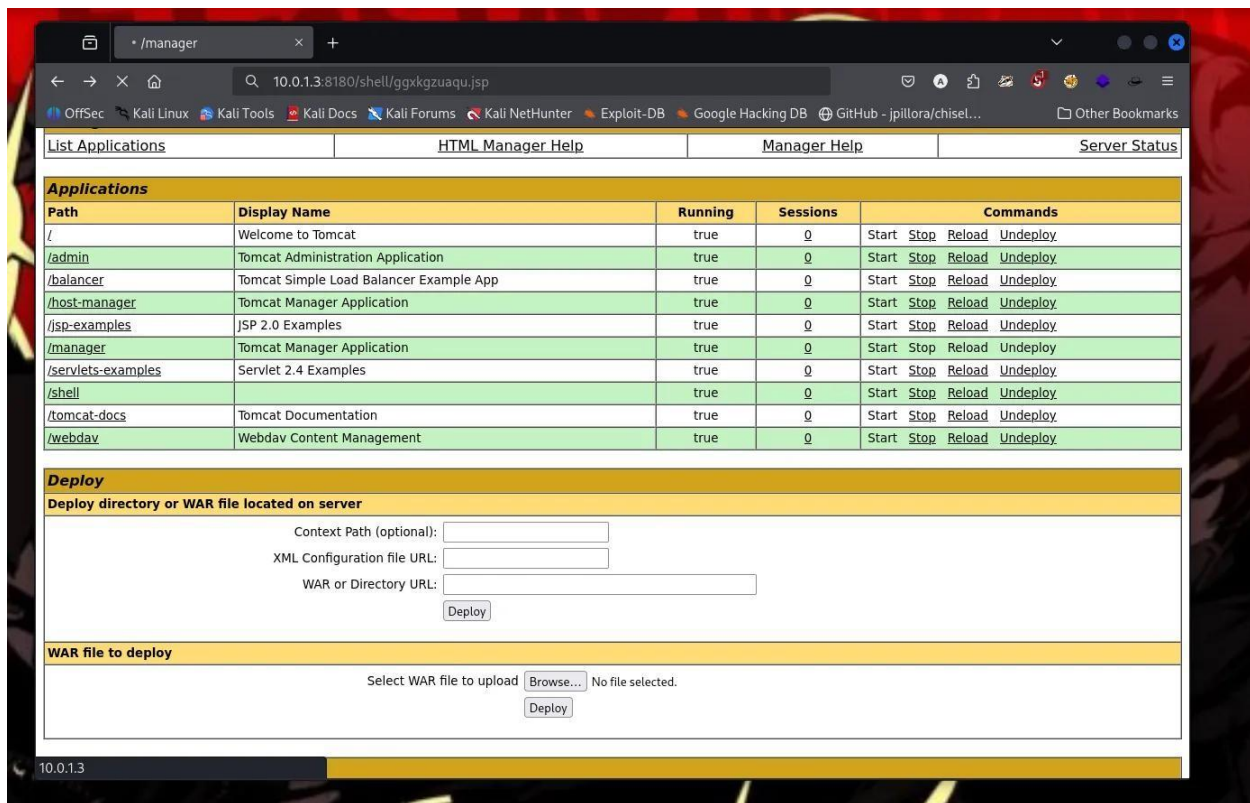 /manager
10.0.1.3:8180/shell/ggxkgzuaqu.jsp
OffSec Kali Linux Kali Tools Kali Docs Kali Forums Kali NetHunter Exploit-DB Google Hacking DB GitHub - jpillora/chisel... Other Bookmarks
List Applications HTML Manager Help Manager Help Server Status
Applications
Path Display Name Running Sessions Commands
/ Welcome to Tomcat true 0 Start Stop Reload Undeploy
/admin Tomcat Administration Application true 0 Start Stop Reload Undeploy
/balancer Tomcat Simple Load Balancer Example App true 0 Start Stop Reload Undeploy
/host-manager Tomcat Manager Application true 0 Start Stop Reload Undeploy
/jsp-examples JSP 2.0 Examples true 0 Start Stop Reload Undeploy
/manager Tomcat Manager Application true 0 Start Stop Reload Undeploy
/servlets-examples Servlet 2.4 Examples true 0 Start Stop Reload Undeploy
/shell true 0 Start Stop Reload Undeploy
/tomcat-docs Tomcat Documentation true 0 Start Stop Reload Undeploy
/webdav Webdav Content Management true 0 Start Stop Reload Undeploy
Deploy
Deploy directory or WAR file located on server
Context Path (optional):
XML Configuration file URL:
WAR or Directory URL:
Deploy
WAR file to deploy
Select WAR file to upload Browse... No file selected.
Deploy
10.0.1.3